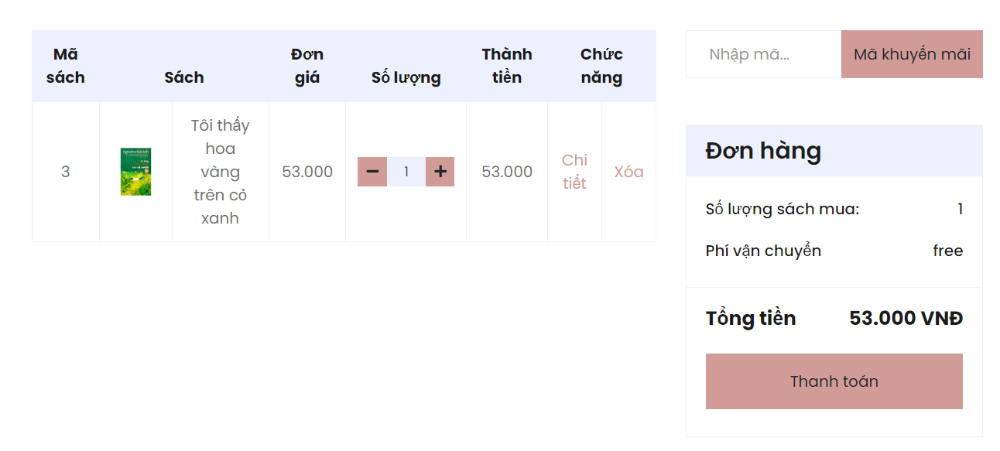 Mã
sách
Sách
Đơn
giá
Số lượng
Thành
tiền
Chức
năng
3
Tôi thấy
hoa
vàng
trên cỏ
xanh
53.000
1
53.000
Chi
tiết
Xóa
Nhập mã...
Mã khuyến mãi
Đơn hàng
Số lượng sách mua: 1
Phí vận chuyển free
Tổng tiền 53.000 VNĐ
Thanh toán